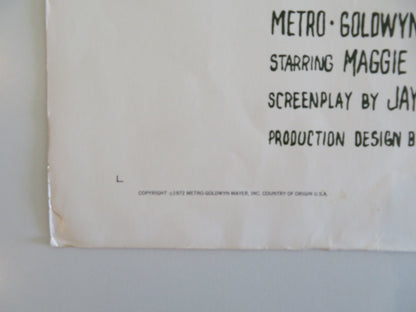 METRO-GOLDWYN
STARRING MAGGIE
SCREENPLAY BY JAY
PRODUCTION DESIGN B
L
COPYRIGHT ©1972 METRO-GOLDWYN-MAYER, INC. COUNTRY OF ORIGIN U.S.A.